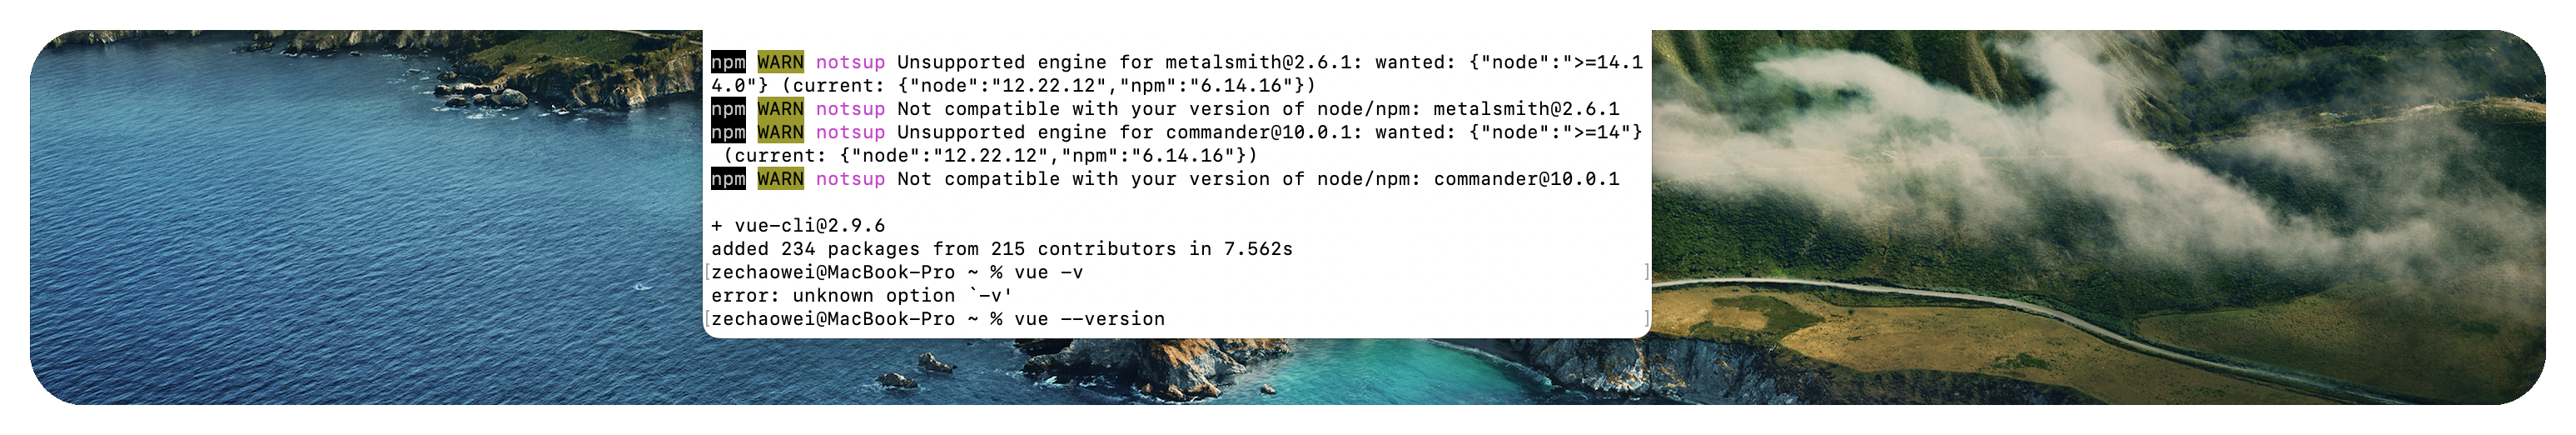 npm WARN notsup Unsupported engine for metalsmith@2.6.1: wanted: {"node":">=14.1
4.0"} (current: {"node":"12.22.12","npm":"6.14.16"})
npm WARN notsup Not compatible with your version of node/npm: metalsmith@2.6.1
npm WARN notsup Unsupported engine for commander@10.0.1: wanted: {"node":">=14"}
 (current: {"node":"12.22.12","npm":"6.14.16"})
npm WARN notsup Not compatible with your version of node/npm: commander@10.0.1
+ vue-cli@2.9.6
added 234 packages from 215 contributors in 7.562s
[zechaowei@MacBook-Pro ~ % vue -v ]
error: unknown option `-v'
[zechaowei@MacBook-Pro ~ % vue --version ]